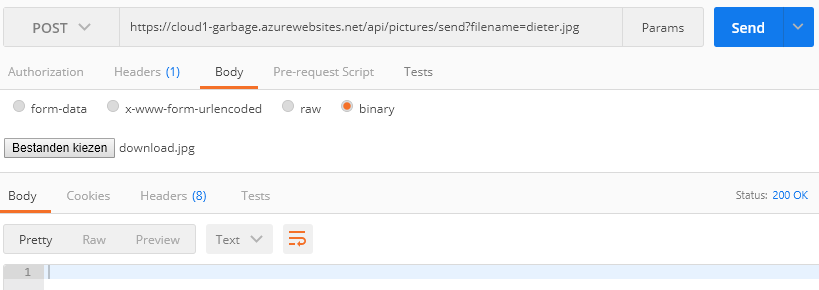 POST https://cloud1-garbage.azurewebsites.net/api/pictures/send?filename=dieter.jpg Params Send
Authorization Headers (1) Body Pre-request Script Tests
form-data x-www-form-urlencoded raw binary
Bestanden kiezen download.jpg
Body Cookies Headers (8) Tests Status: 200 OK
Pretty Raw Preview Text
1